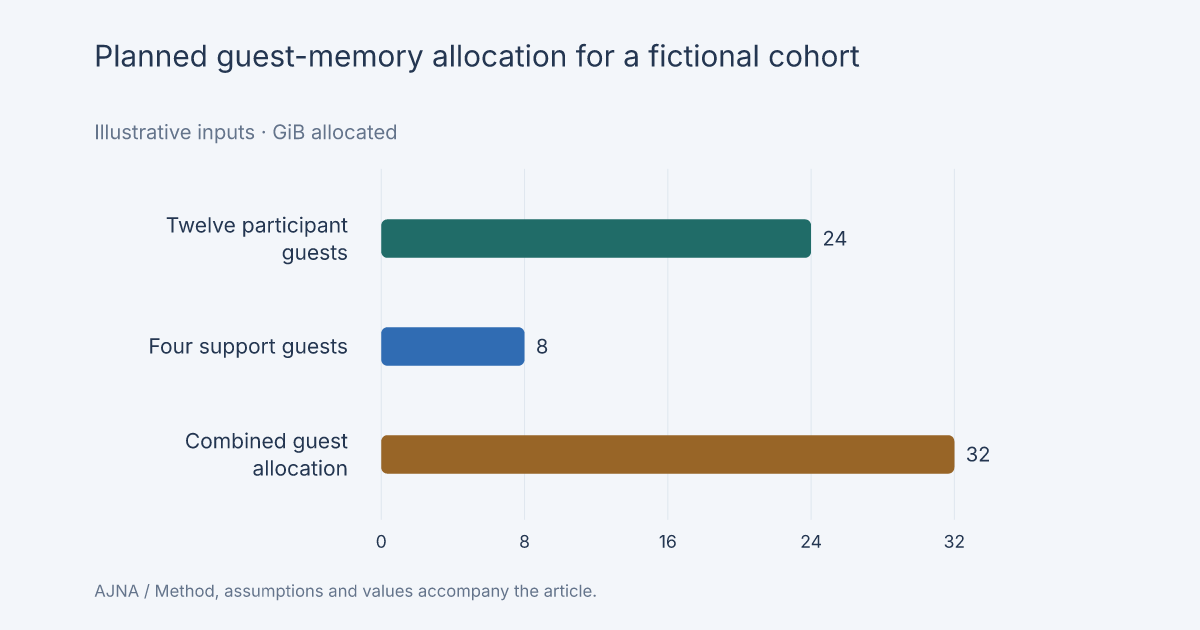 Planned guest-memory allocation for a fictional cohort
Illustrative inputs · GiB allocated
Twelve participant
guests
24
Four support guests
8
Combined guest
allocation
32
0 8 16 24 32
AJNA / Method, assumptions and values accompany the article.